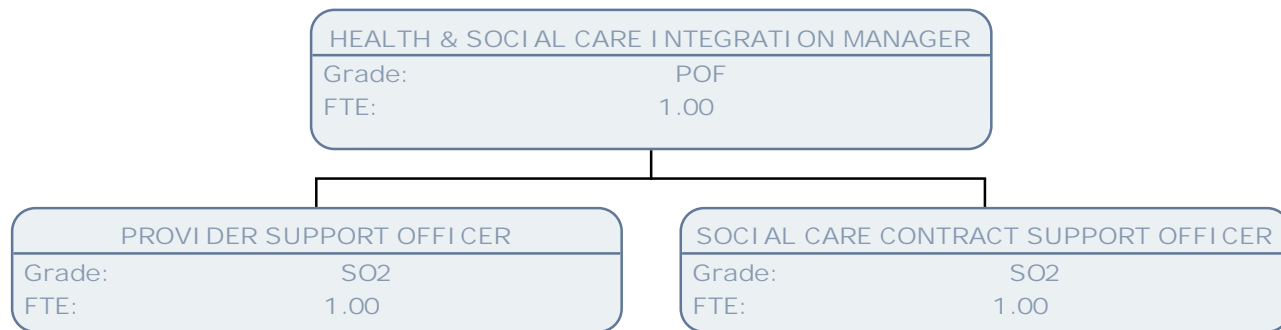 HEALTH & SOCIAL CARE INTEGRATION MANAGER
Grade: POF
FTE: 1.00
PROVIDER SUPPORT OFFICER
Grade: SO2
FTE: 1.00
SOCIAL CARE CONTRACT SUPPORT OFFICER
Grade: SO2
FTE: 1.00